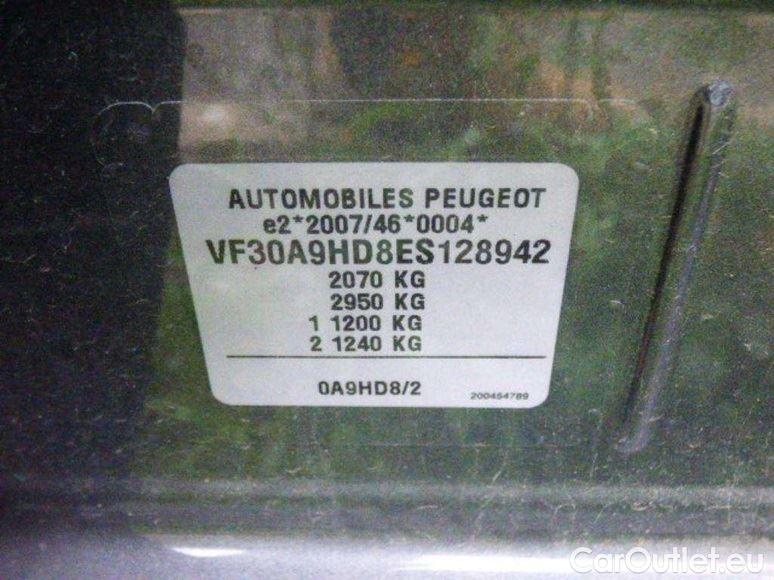 AUTOMOBILES PEUGEOT
e2*2007/46*0004*
VF30A9HD8ES128942
2070 KG
2950 KG
1 1200 KG
2 1240 KG
0A9HD8/2
200454789
CarOutlet.eu